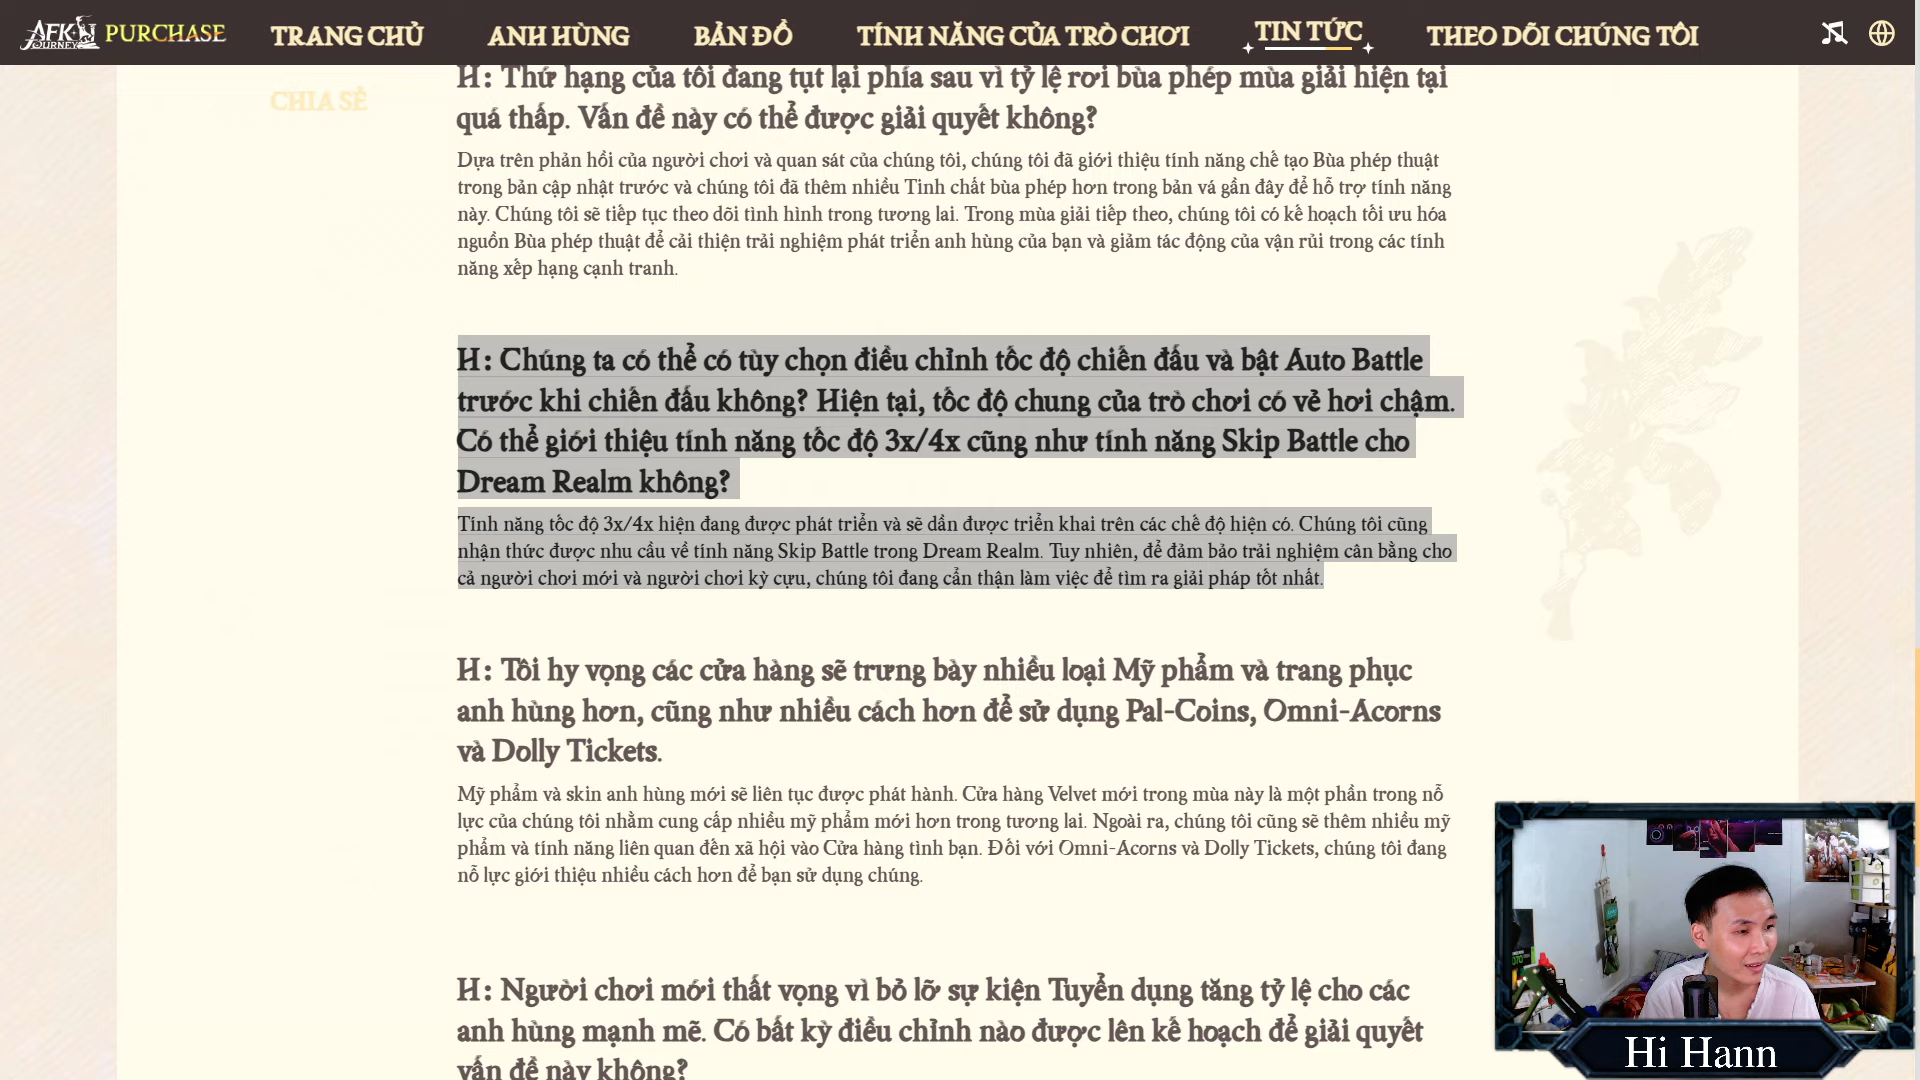 AFK JOURNEY
PURCHASE
TRANG CHỦ
ANH HÙNG
BẢN ĐỒ
TÍNH NĂNG CỦA TRÒ CHƠI
TIN TỨC
THEO DÕI CHÚNG TÔI
CHIA SẺ
H: Thứ hạng của tôi đang tụt lại phía sau vì tỷ lệ rơi bùa phép mùa giải hiện tại
quá thấp. Vấn đề này có thể được giải quyết không?
Dựa trên phản hồi của người chơi và quan sát của chúng tôi, chúng tôi đã giới thiệu tính năng chế tạo Bùa phép thuật
trong bản cập nhật trước và chúng tôi đã thêm nhiều Tinh chất bùa phép hơn trong bản vá gần đây để hỗ trợ tính năng
này. Chúng tôi sẽ tiếp tục theo dõi tình hình trong tương lai. Trong mùa giải tiếp theo, chúng tôi có kế hoạch tối ưu hóa
nguồn Bùa phép thuật để cải thiện trải nghiệm phát triển anh hùng của bạn và giảm tác động của vận rủi trong các tính
năng xếp hạng cạnh tranh.
H: Chúng ta có thể có tùy chọn điều chỉnh tốc độ chiến đấu và bật Auto Battle
trước khi chiến đấu không? Hiện tại, tốc độ chung của trò chơi có vẻ hơi chậm.
Có thể giới thiệu tính năng tốc độ 3x/4x cũng như tính năng Skip Battle cho
Dream Realm không?
Tính năng tốc độ 3x/4x hiện đang được phát triển và sẽ dần được triển khai trên các chế độ hiện có. Chúng tôi cũng
nhận thức được nhu cầu về tính năng Skip Battle trong Dream Realm. Tuy nhiên, để đảm bảo trải nghiệm cân bằng cho
cả người chơi mới và người chơi kỳ cựu, chúng tôi đang cẩn thận làm việc để tìm ra giải pháp tốt nhất.
H: Tôi hy vọng các cửa hàng sẽ trưng bày nhiều loại Mỹ phẩm và trang phục
anh hùng hơn, cũng như nhiều cách hơn để sử dụng Pal-Coins, Omni-Acorns
và Dolly Tickets.
Mỹ phẩm và skin anh hùng mới sẽ liên tục được phát hành. Cửa hàng Velvet mới trong mùa này là một phần trong nỗ
lực của chúng tôi nhằm cung cấp nhiều mỹ phẩm mới hơn trong tương lai. Ngoài ra, chúng tôi cũng sẽ thêm nhiều mỹ
phẩm và tính năng liên quan đến xã hội vào Cửa hàng tình bạn. Đối với Omni-Acorns và Dolly Tickets, chúng tôi đang
nỗ lực giới thiệu nhiều cách hơn để bạn sử dụng chúng.
H: Người chơi mới thất vọng vì bỏ lỡ sự kiện Tuyển dụng tăng tỷ lệ cho các
anh hùng mạnh mẽ. Có bất kỳ điều chỉnh nào được lên kế hoạch để giải quyết
vấn đề này không?
Hi Hann